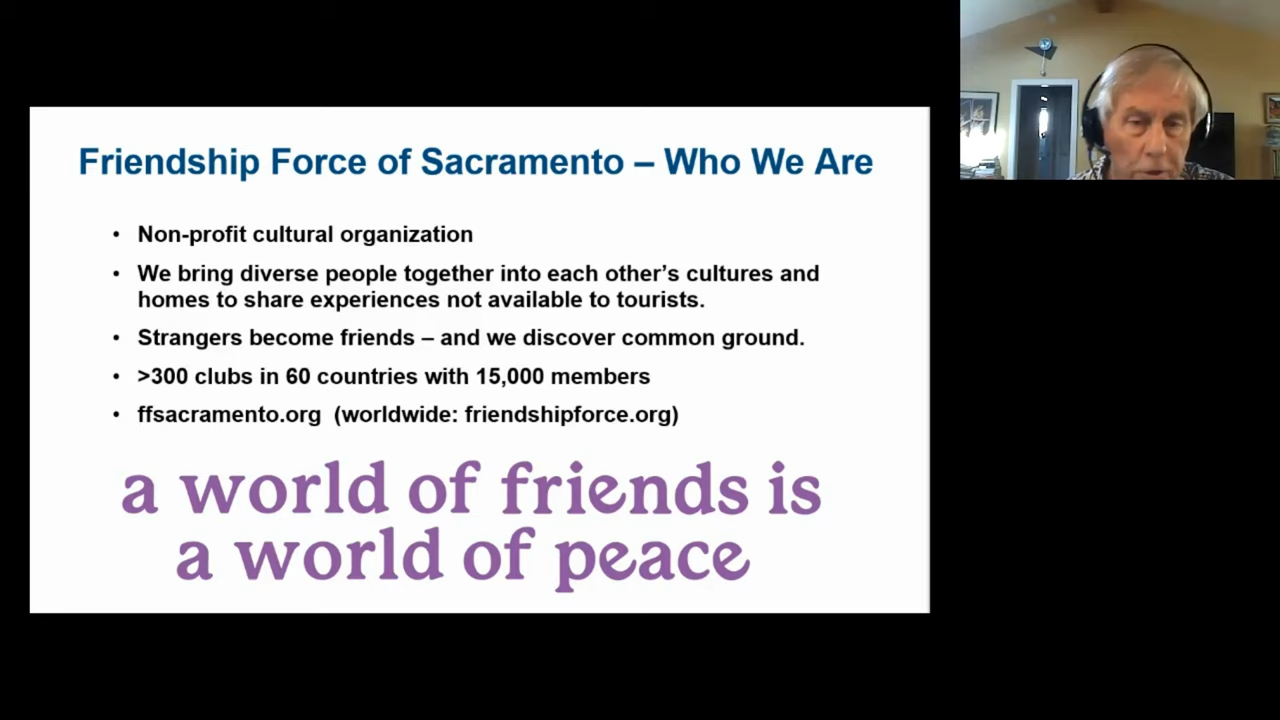 Friendship Force of Sacramento – Who We Are
• Non-profit cultural organization
• We bring diverse people together into each other’s cultures and
homes to share experiences not available to tourists.
• Strangers become friends – and we discover common ground.
• >300 clubs in 60 countries with 15,000 members
• ffsacramento.org (worldwide: friendshipforce.org)
a world of friends is
a world of peace